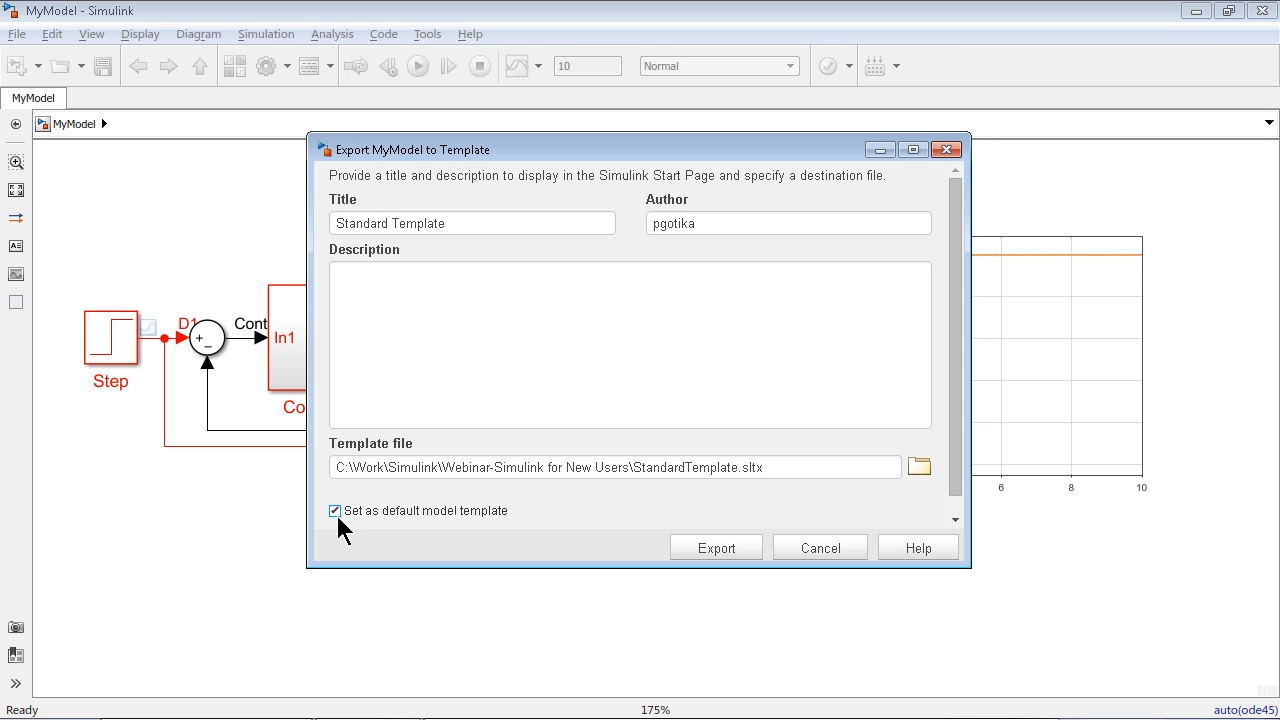 MyModel - Simulink
File Edit View Display Diagram Simulation Analysis Code Tools Help
10 Normal
MyModel
MyModel
Export MyModel to Template
Provide a title and description to display in the Simulink Start Page and specify a destination file.
Title Author
Standard Template pgotika
Description
D1 Cont
+
_
In1
Step
Co
6 8 10
Template file
C:\Work\Simulink\Webinar-Simulink for New Users\StandardTemplate.sltx
Set as default model template
Export Cancel Help
Ready 175% auto(ode45)